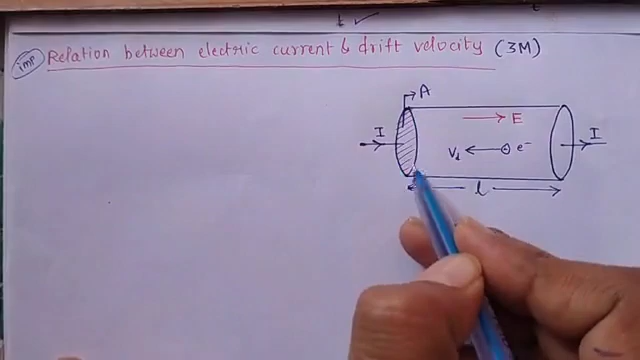 imp Relation between electric current & drift velocity (3M)
A
E
I
Vd
e⁻
I
l